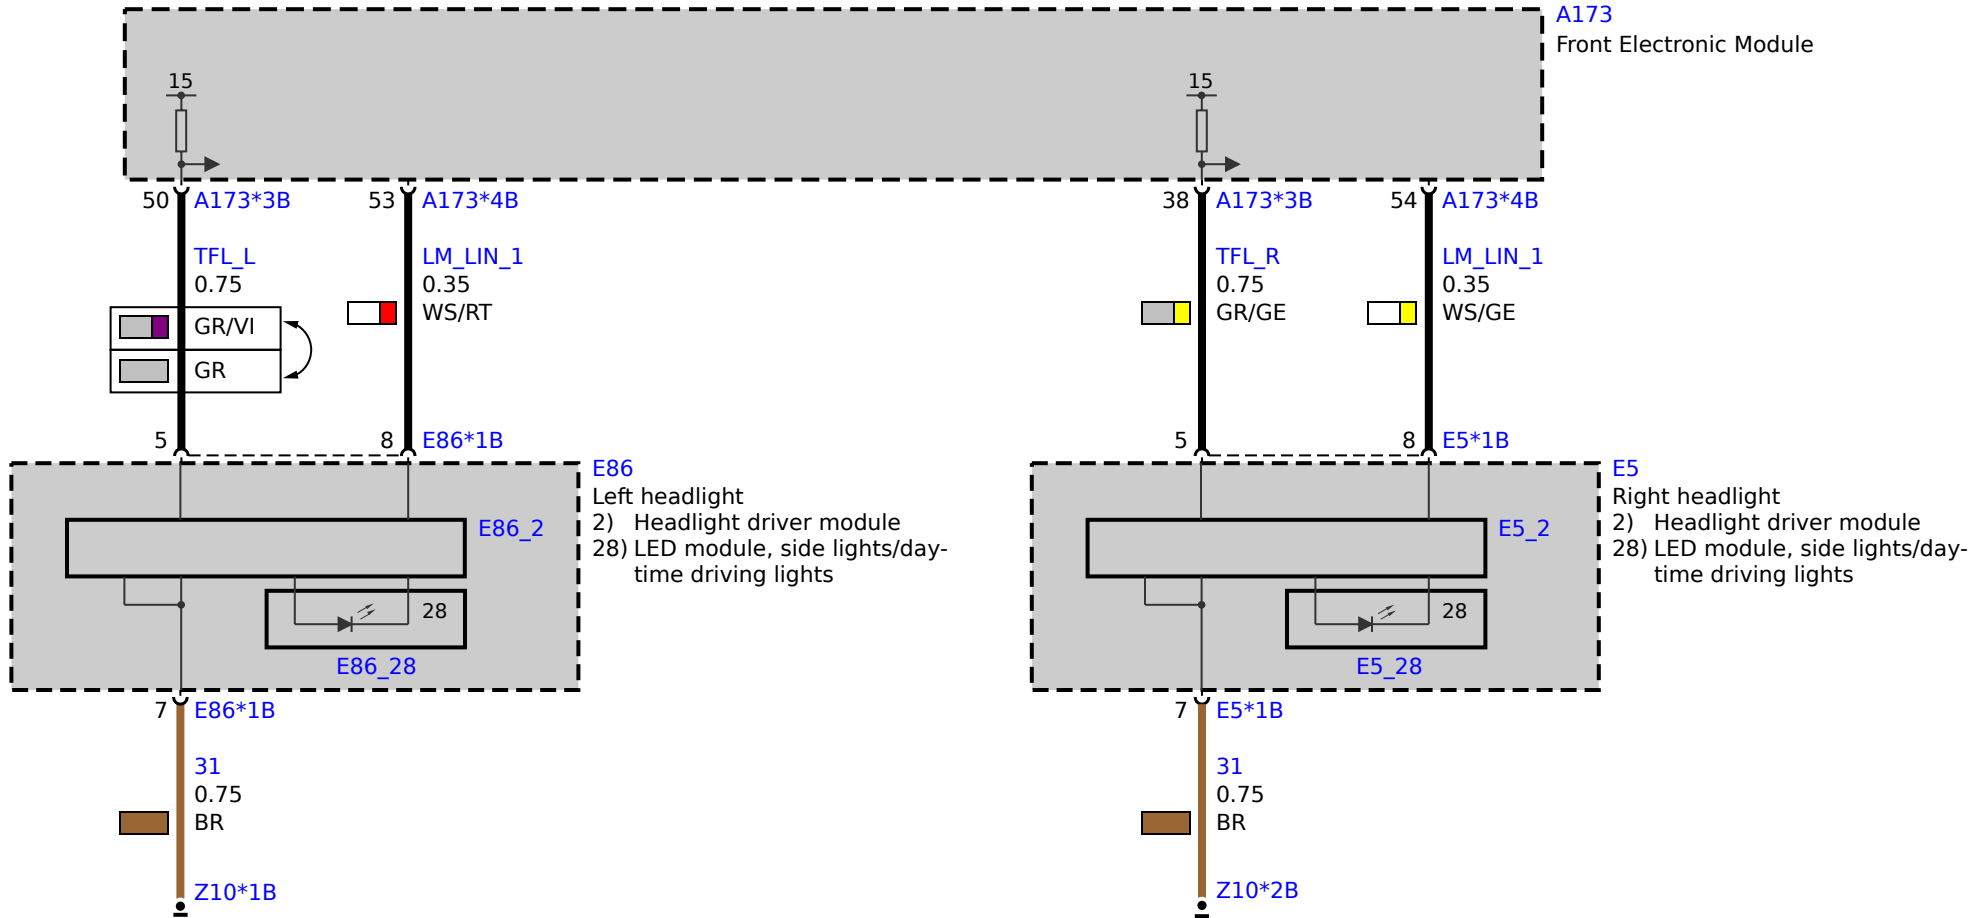 A173
Front Electronic Module
15
15
50 A173*3B
53 A173*4B
38 A173*3B
54 A173*4B
TFL_L
0.75
GR/VI
GR
LM_LIN_1
0.35
WS/RT
TFL_R
0.75
GR/GE
LM_LIN_1
0.35
WS/GE
5
8 E86*1B
5
8 E5*1B
E86
Left headlight
2) Headlight driver module
28) LED module, side lights/day-
time driving lights
E86_2
28
E86_28
E5
Right headlight
2) Headlight driver module
28) LED module, side lights/day-
time driving lights
E5_2
28
E5_28
7 E86*1B
31
0.75
BR
Z10*1B
7 E5*1B
31
0.75
BR
Z10*2B